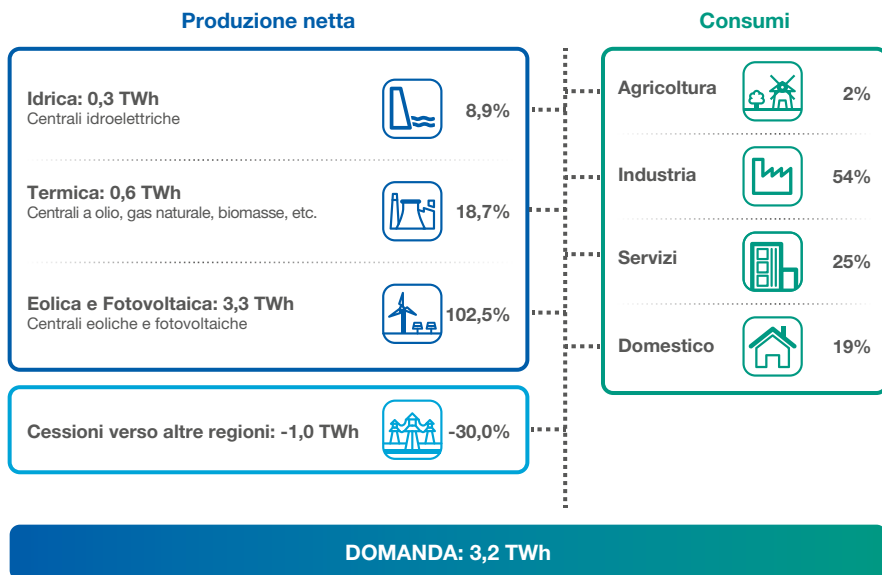 Produzione netta
Idrica: 0,3 TWh
Centrali idroelettriche
8,9%
Termica: 0,6 TWh
Centrali a olio, gas naturale, biomasse, etc.
18,7%
Eolica e Fotovoltaica: 3,3 TWh
Centrali eoliche e fotovoltaiche
102,5%
Cessioni verso altre regioni: -1,0 TWh
-30,0%
Consumi
Agricoltura
2%
Industria
54%
Servizi
25%
Domestico
19%
DOMANDA: 3,2 TWh